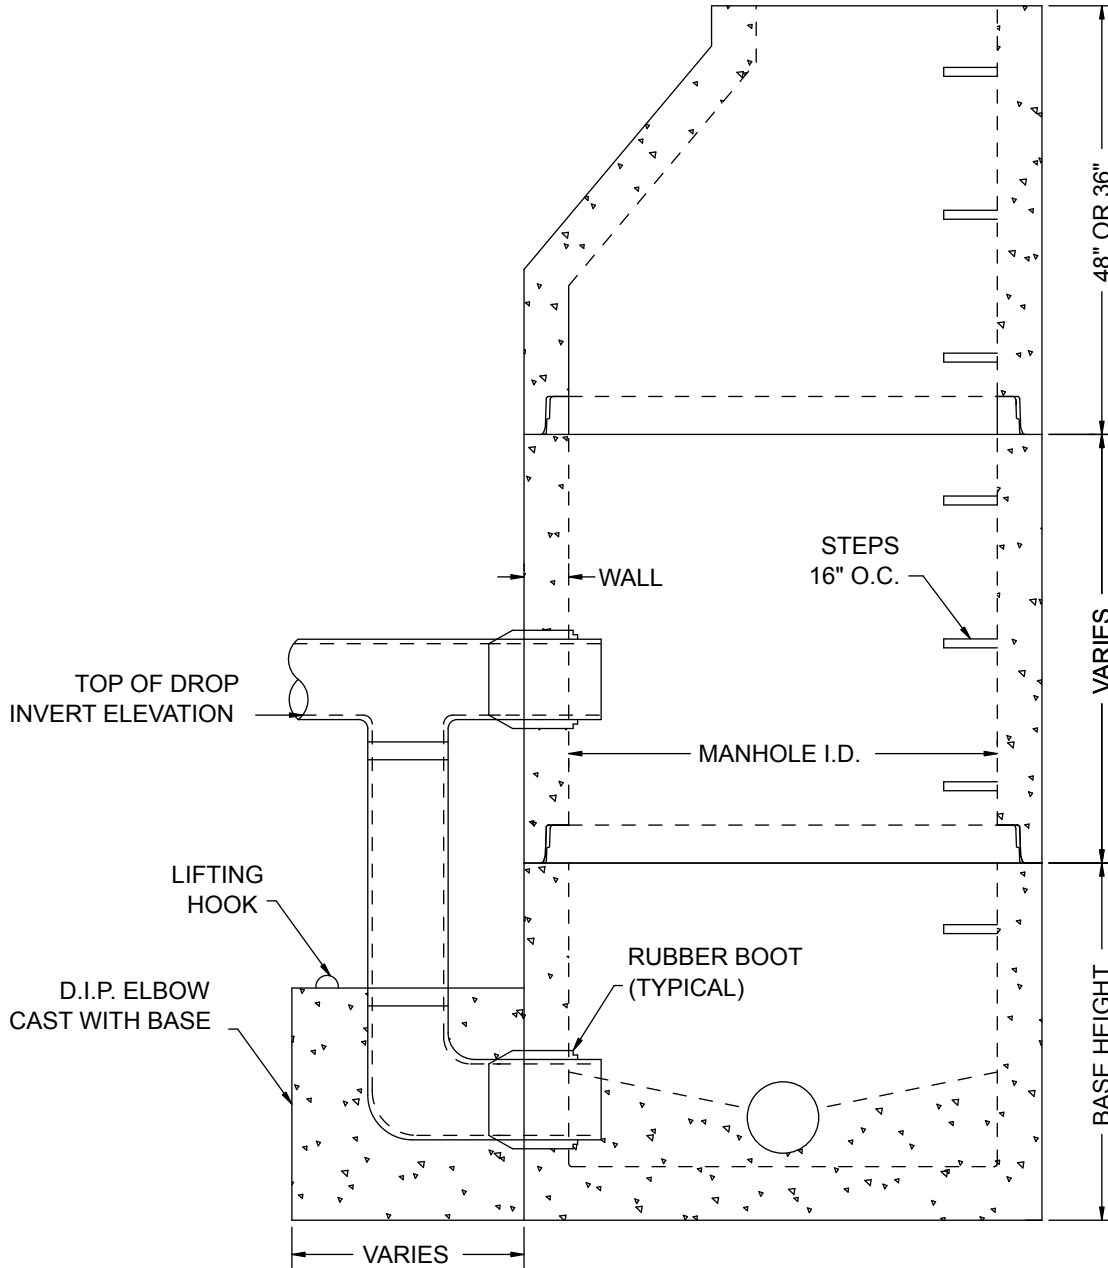 48" OR 36"
STEPS
16" O.C.
WALL
VARIES
TOP OF DROP
INVERT ELEVATION
MANHOLE I.D.
LIFTING
HOOK
RUBBER BOOT
(TYPICAL)
D.I.P. ELBOW
CAST WITH BASE
BASE HEIGHT
VARIES